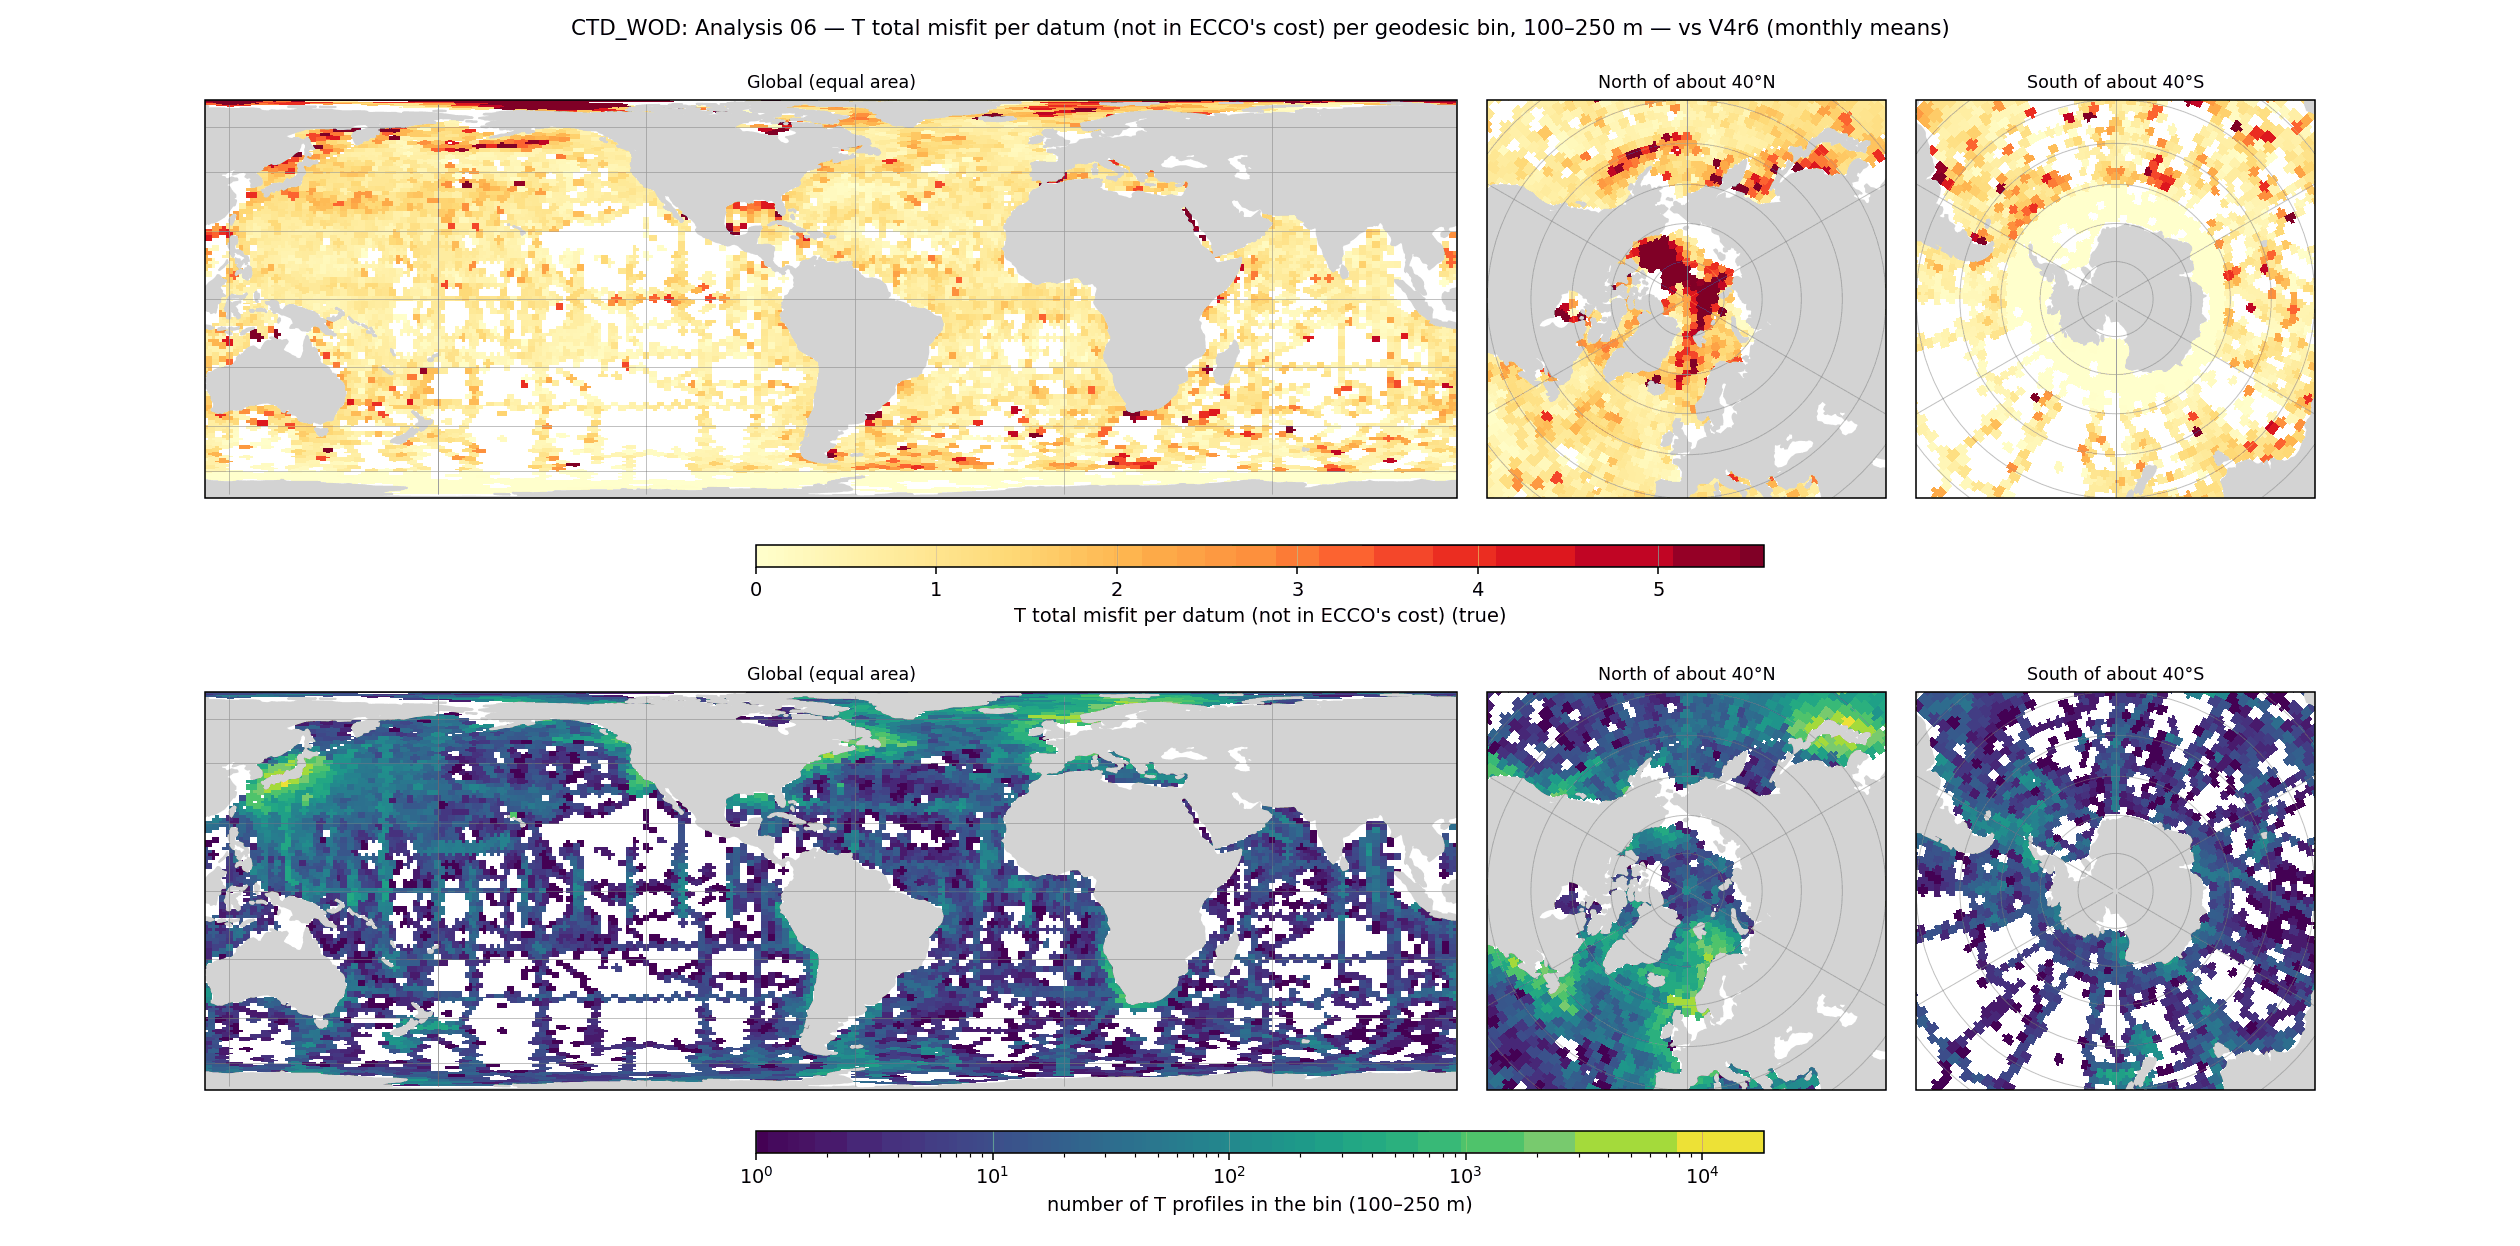 CTD_WOD: Analysis 06 — T total misfit per datum (not in ECCO's cost) per geodesic bin, 100–250 m — vs V4r6 (monthly means)
Global (equal area)
North of about 40°N
South of about 40°S
0 1 2 3 4 5
T total misfit per datum (not in ECCO's cost) (true)
Global (equal area)
North of about 40°N
South of about 40°S
10⁰ 10¹ 10² 10³ 10⁴
number of T profiles in the bin (100–250 m)